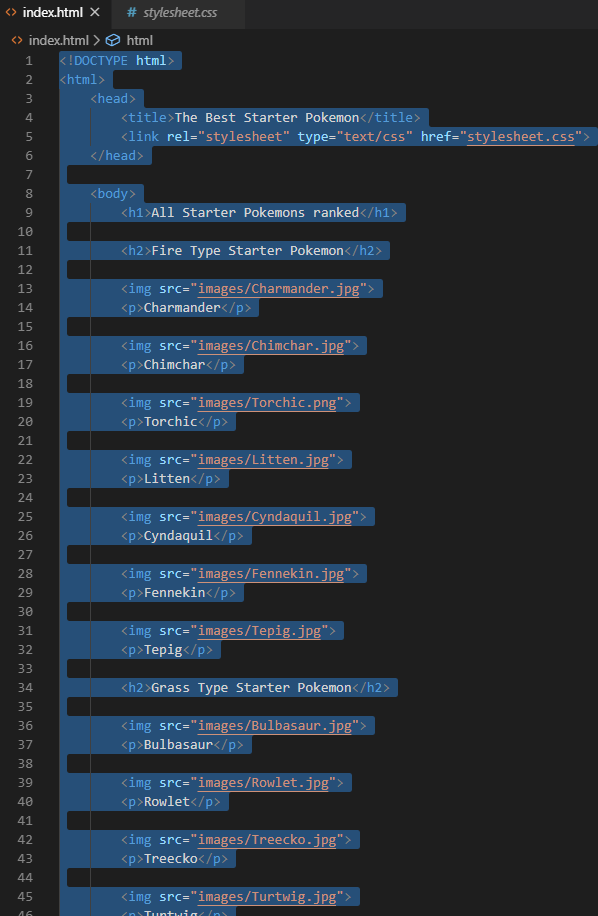 index.html
stylesheet.css
index.html > html
1 <!DOCTYPE html>
2 <html>
3 <head>
4 <title>The Best Starter Pokemon</title>
5 <link rel="stylesheet" type="text/css" href="stylesheet.css">
6 </head>
7
8 <body>
9 <h1>All Starter Pokemons ranked</h1>
10
11 <h2>Fire Type Starter Pokemon</h2>
12
13 <img src="images/Charmander.jpg">
14 <p>Charmander</p>
15
16 <img src="images/Chimchar.jpg">
17 <p>Chimchar</p>
18
19 <img src="images/Torchic.png">
20 <p>Torchic</p>
21
22 <img src="images/Litten.jpg">
23 <p>Litten</p>
24
25 <img src="images/Cyndaquil.jpg">
26 <p>Cyndaquil</p>
27
28 <img src="images/Fennekin.jpg">
29 <p>Fennekin</p>
30
31 <img src="images/Tepig.jpg">
32 <p>Tepig</p>
33
34 <h2>Grass Type Starter Pokemon</h2>
35
36 <img src="images/Bulbasaur.jpg">
37 <p>Bulbasaur</p>
38
39 <img src="images/Rowlet.jpg">
40 <p>Rowlet</p>
41
42 <img src="images/Treecko.jpg">
43 <p>Treecko</p>
44
45 <img src="images/Turtwig.jpg">
46 <p>Turtwig</p>